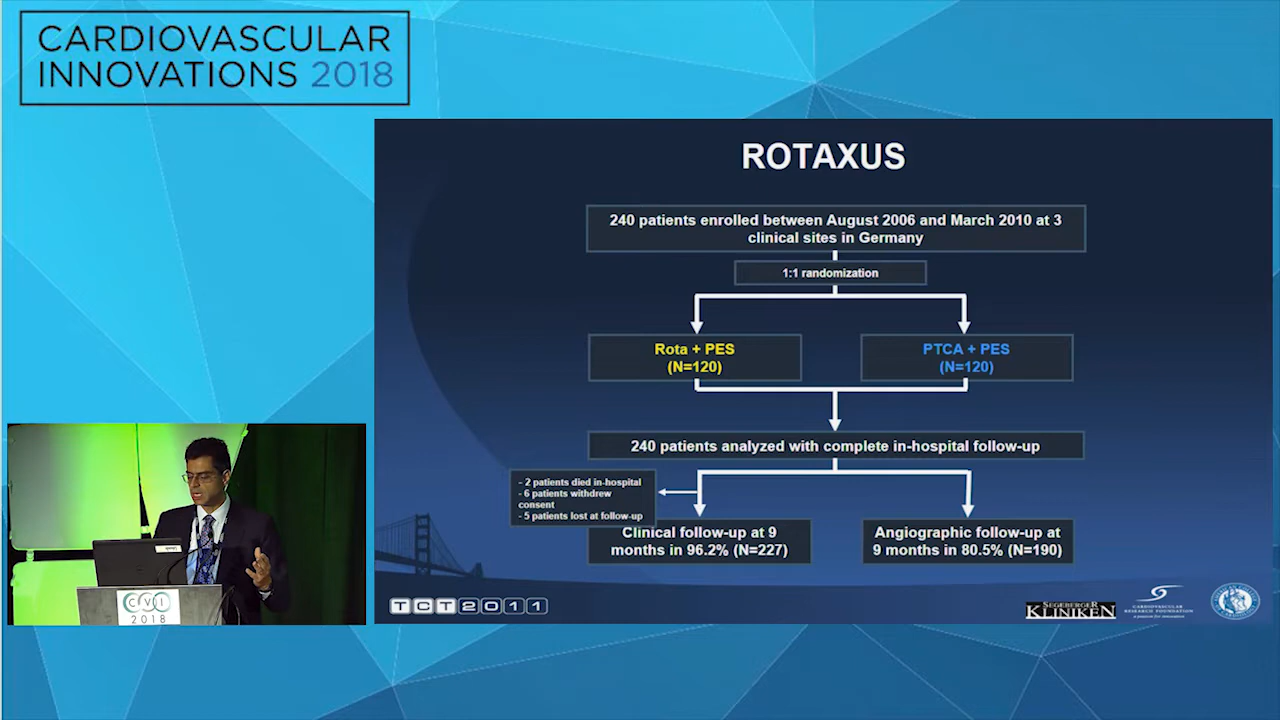 CARDIOVASCULAR
INNOVATIONS 2018
ROTAXUS
240 patients enrolled between August 2006 and March 2010 at 3
clinical sites in Germany
1:1 randomization
Rota + PES
(N=120)
PTCA + PES
(N=120)
240 patients analyzed with complete in-hospital follow-up
- 2 patients died in-hospital
- 6 patients withdrew
consent
- 5 patients lost at follow-up
Clinical follow-up at 9
months in 96.2% (N=227)
Angiographic follow-up at
9 months in 80.5% (N=190)
TCT2011
SEGEBERGER
KLINIKEN
CARDIOVASCULAR
RESEARCH FOUNDATION
CVI
2018